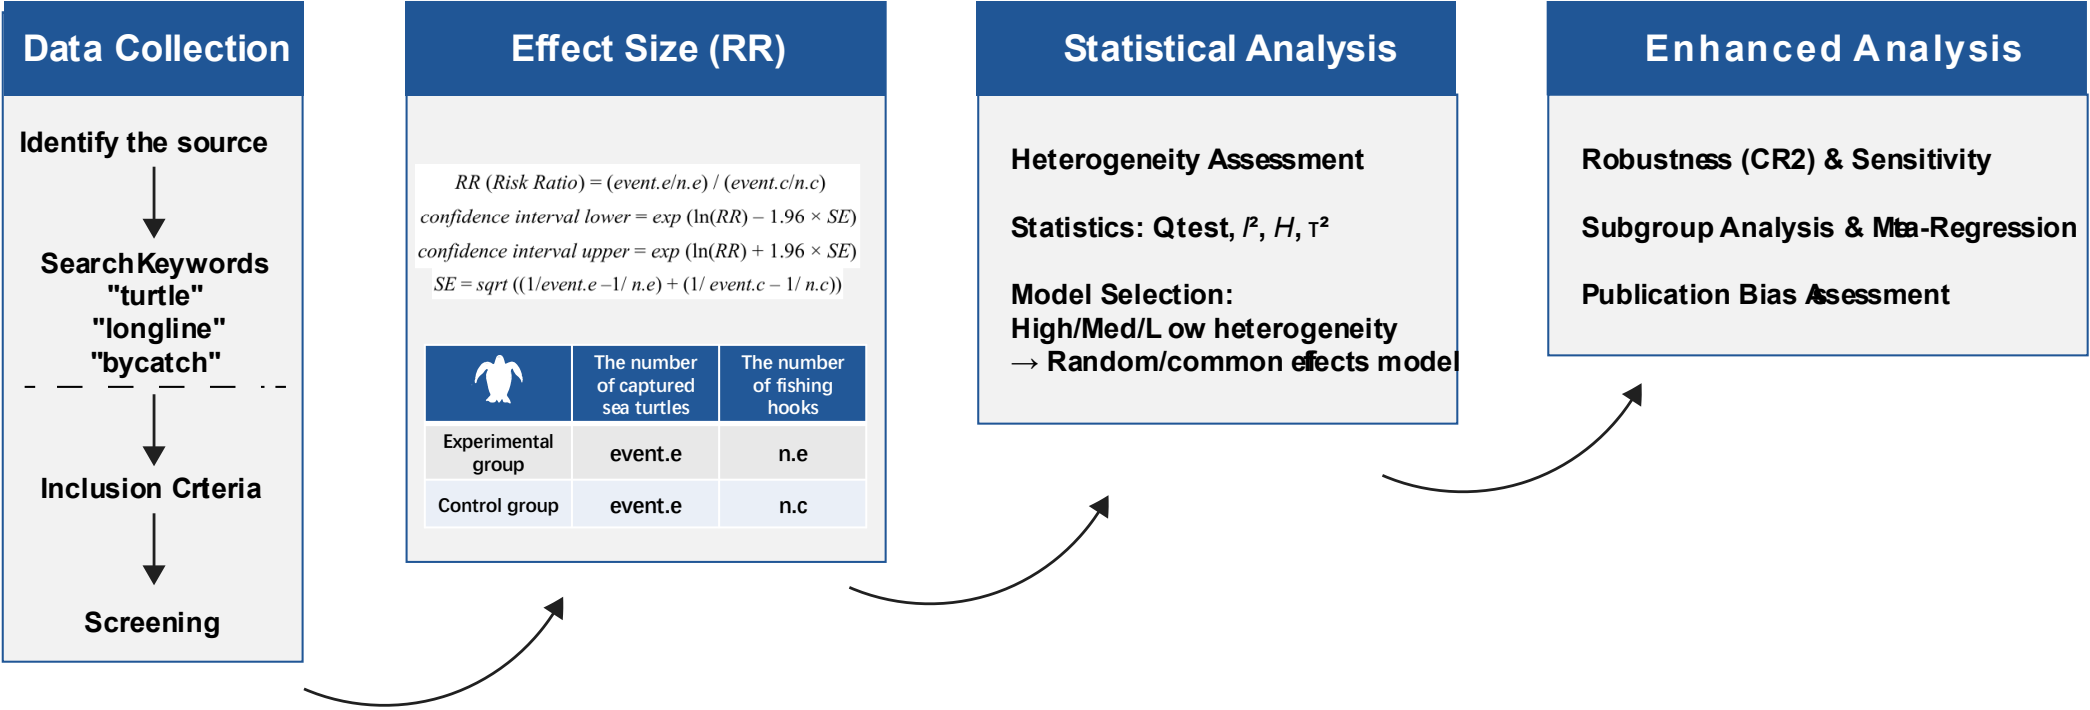 Data Collection
Identify the source
Search Keywords
"turtle"
"longline"
"bycatch"
Inclusion Crteria
Screening
Effect Size (RR)
RR (Risk Ratio) = (event.e/n.e) / (event.c/n.c)
confidence interval lower = exp (ln(RR) – 1.96 × SE)
confidence interval upper = exp (ln(RR) + 1.96 × SE)
SE = sqrt ((1/event.e –1/ n.e) + (1/ event.c – 1/ n.c))
The number of captured sea turtles
The number of fishing hooks
Experimental group
event.e
n.e
Control group
event.e
n.c
Statistical Analysis
Heterogeneity Assessment
Statistics: Qtest, I², H, τ²
Model Selection:
High/Med/L ow heterogeneity
→ Random/common effects model
Enhanced Analysis
Robustness (CR2) & Sensitivity
Subgroup Analysis & Meta-Regression
Publication Bias Assessment